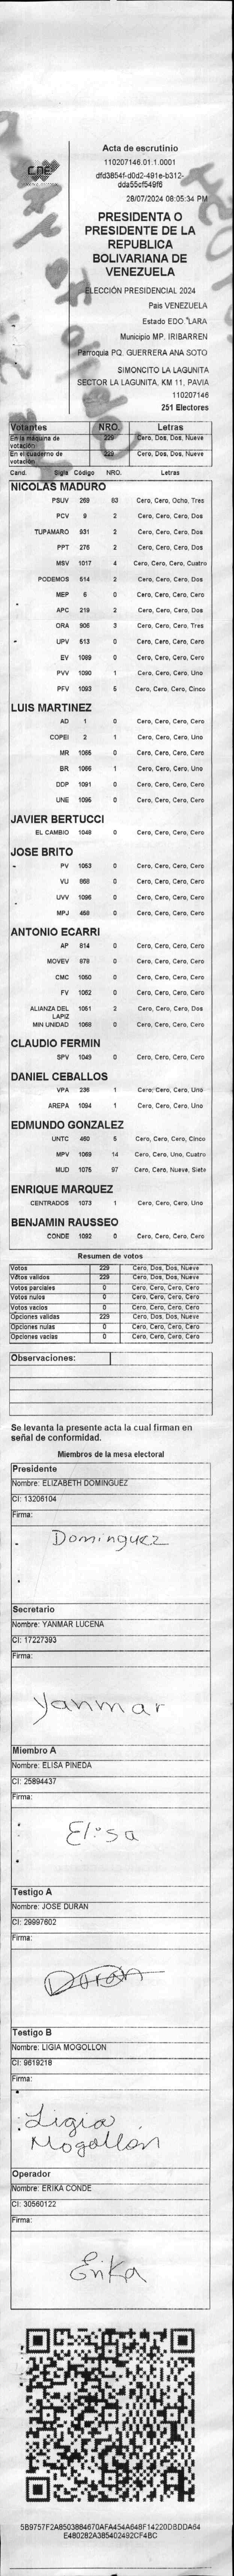 CNE
Acta de escrutinio
110207146.01.1.0001
dfd3654f-d0d2-491e-b312-
dda55cf549f6
28/07/2024 08:05:34 PM
PRESIDENTA O
PRESIDENTE DE LA
REPUBLICA
BOLIVARIANA DE
VENEZUELA
ELECCIÓN PRESIDENCIAL 2024
Pais VENEZUELA
Estado EDO. LARA
Municipio MP. IRIBARREN
Parroquia PQ. GUERRERA ANA SOTO
SIMONCITO LA LAGUNITA
SECTOR LA LAGUNITA, KM 11, PAVIA
110207146
251 Electores
Votantes NRO. Letras
En la máquina de votación: 229 Cero, Dos, Dos, Nueve
En el cuaderno de votación: 229 Cero, Dos, Dos, Nueve
Cand. Sigla Código NRO. Letras
NICOLAS MADURO
PSUV 269 83 Cero, Cero, Ocho, Tres
PCV 9 2 Cero, Cero, Cero, Dos
TUPAMARO 931 2 Cero, Cero, Cero, Dos
PPT 276 2 Cero, Cero, Cero, Dos
MSV 1017 4 Cero, Cero, Cero, Cuatro
PODEMOS 514 2 Cero, Cero, Cero, Dos
MEP 6 0 Cero, Cero, Cero, Cero
APC 219 2 Cero, Cero, Cero, Dos
ORA 906 3 Cero, Cero, Cero, Tres
UPV 613 0 Cero, Cero, Cero, Cero
EV 1089 0 Cero, Cero, Cero, Cero
PVV 1090 1 Cero, Cero, Cero, Uno
PFV 1093 5 Cero, Cero, Cero, Cinco
LUIS MARTINEZ
AD 1 0 Cero, Cero, Cero, Cero
COPEI 2 1 Cero, Cero, Cero, Uno
MR 1065 0 Cero, Cero, Cero, Cero
BR 1066 1 Cero, Cero, Cero, Uno
DDP 1091 0 Cero, Cero, Cero, Cero
UNE 1095 0 Cero, Cero, Cero, Cero
JAVIER BERTUCCI
EL CAMBIO 1048 0 Cero, Cero, Cero, Cero
JOSE BRITO
PV 1053 0 Cero, Cero, Cero, Cero
VU 868 0 Cero, Cero, Cero, Cero
UVV 1096 0 Cero, Cero, Cero, Cero
MPJ 458 0 Cero, Cero, Cero, Cero
ANTONIO ECARRI
AP 814 0 Cero, Cero, Cero, Cero
MOVEV 878 0 Cero, Cero, Cero, Cero
CMC 1050 0 Cero, Cero, Cero, Cero
FV 1052 0 Cero, Cero, Cero, Cero
ALIANZA DEL LAPIZ 1051 2 Cero, Cero, Cero, Dos
MIN UNIDAD 1068 0 Cero, Cero, Cero, Cero
CLAUDIO FERMIN
SPV 1049 0 Cero, Cero, Cero, Cero
DANIEL CEBALLOS
VPA 236 1 Cero, Cero, Cero, Uno
AREPA 1094 1 Cero, Cero, Cero, Uno
EDMUNDO GONZALEZ
UNTC 460 5 Cero, Cero, Cero, Cinco
MPV 1069 14 Cero, Cero, Uno, Cuatro
MUD 1075 97 Cero, Cero, Nueve, Siete
ENRIQUE MARQUEZ
CENTRADOS 1073 1 Cero, Cero, Cero, Uno
BENJAMIN RAUSSEO
CONDE 1092 0 Cero, Cero, Cero, Cero
Resumen de votos
Votos 229 Cero, Dos, Dos, Nueve
Votos validos 229 Cero, Dos, Dos, Nueve
Votos parciales 0 Cero, Cero, Cero, Cero
Votos nulos 0 Cero, Cero, Cero, Cero
Votos vacios 0 Cero, Cero, Cero, Cero
Opciones validas 229 Cero, Dos, Dos, Nueve
Opciones nulas 0 Cero, Cero, Cero, Cero
Opciones vacias 0 Cero, Cero, Cero, Cero
Observaciones:
Se levanta la presente acta la cual firman en
señal de conformidad.
Miembros de la mesa electoral
Presidente
Nombre: ELIZABETH DOMINGUEZ
CI: 13206104
Firma:
Dominguez
Secretario
Nombre: YANMAR LUCENA
CI: 17227393
Firma:
Yanmar
Miembro A
Nombre: ELISA PINEDA
CI: 25894437
Firma:
Elisa
Testigo A
Nombre: JOSE DURAN
CI: 29997602
Firma:
Testigo B
Nombre: LIGIA MOGOLLON
CI: 9619218
Firma:
Ligia
Mogollón
Operador
Nombre: ERIKA CONDE
CI: 30560122
Firma:
Erika
5B9757F2A8503884670AFA454A648F14220D8DDA64
E480282A385402492CF4BC